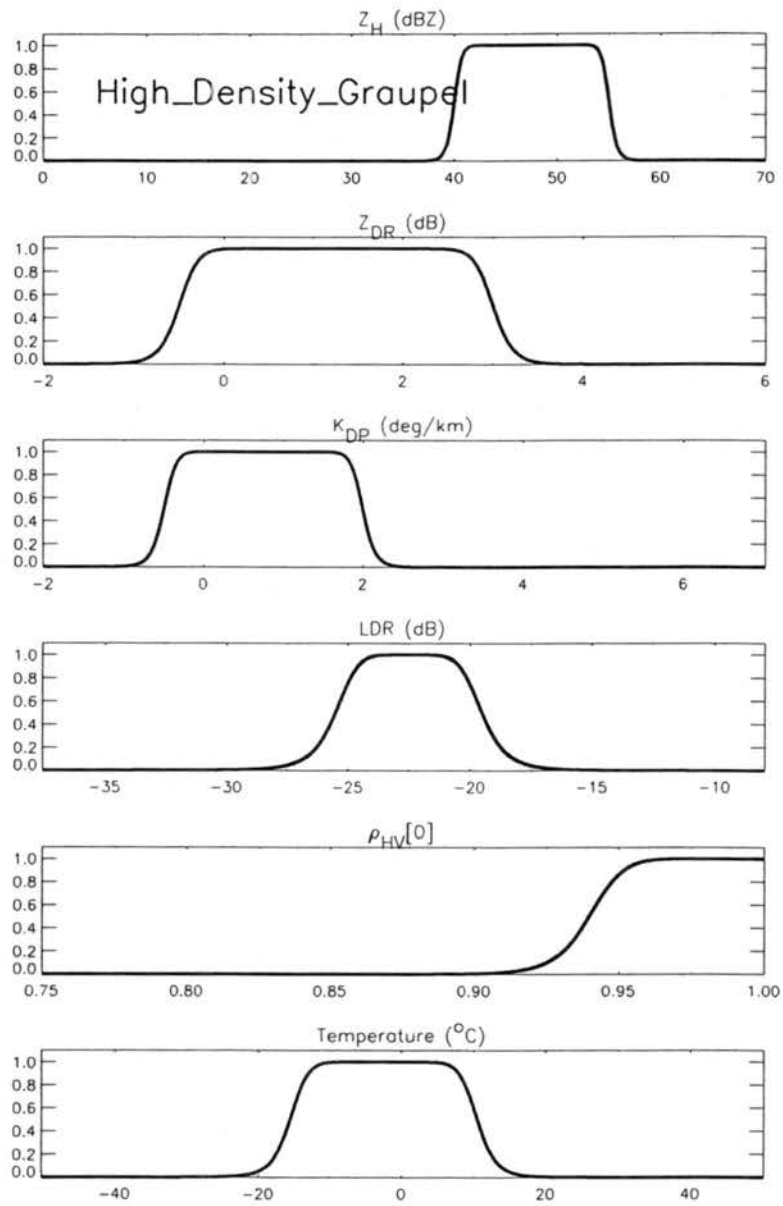 Z_H (dBZ)
1.0
0.8
0.6
0.4
0.2
0.0
High_Density_Graupel
0 10 20 30 40 50 60 70
Z_DR (dB)
1.0
0.8
0.6
0.4
0.2
0.0
-2 0 2 4 6
K_DP (deg/km)
1.0
0.8
0.6
0.4
0.2
0.0
-2 0 2 4 6
LDR (dB)
1.0
0.8
0.6
0.4
0.2
0.0
-35 -30 -25 -20 -15 -10
ρ_HV[0]
1.0
0.8
0.6
0.4
0.2
0.0
0.75 0.80 0.85 0.90 0.95 1.00
Temperature (°C)
1.0
0.8
0.6
0.4
0.2
0.0
-40 -20 0 20 40